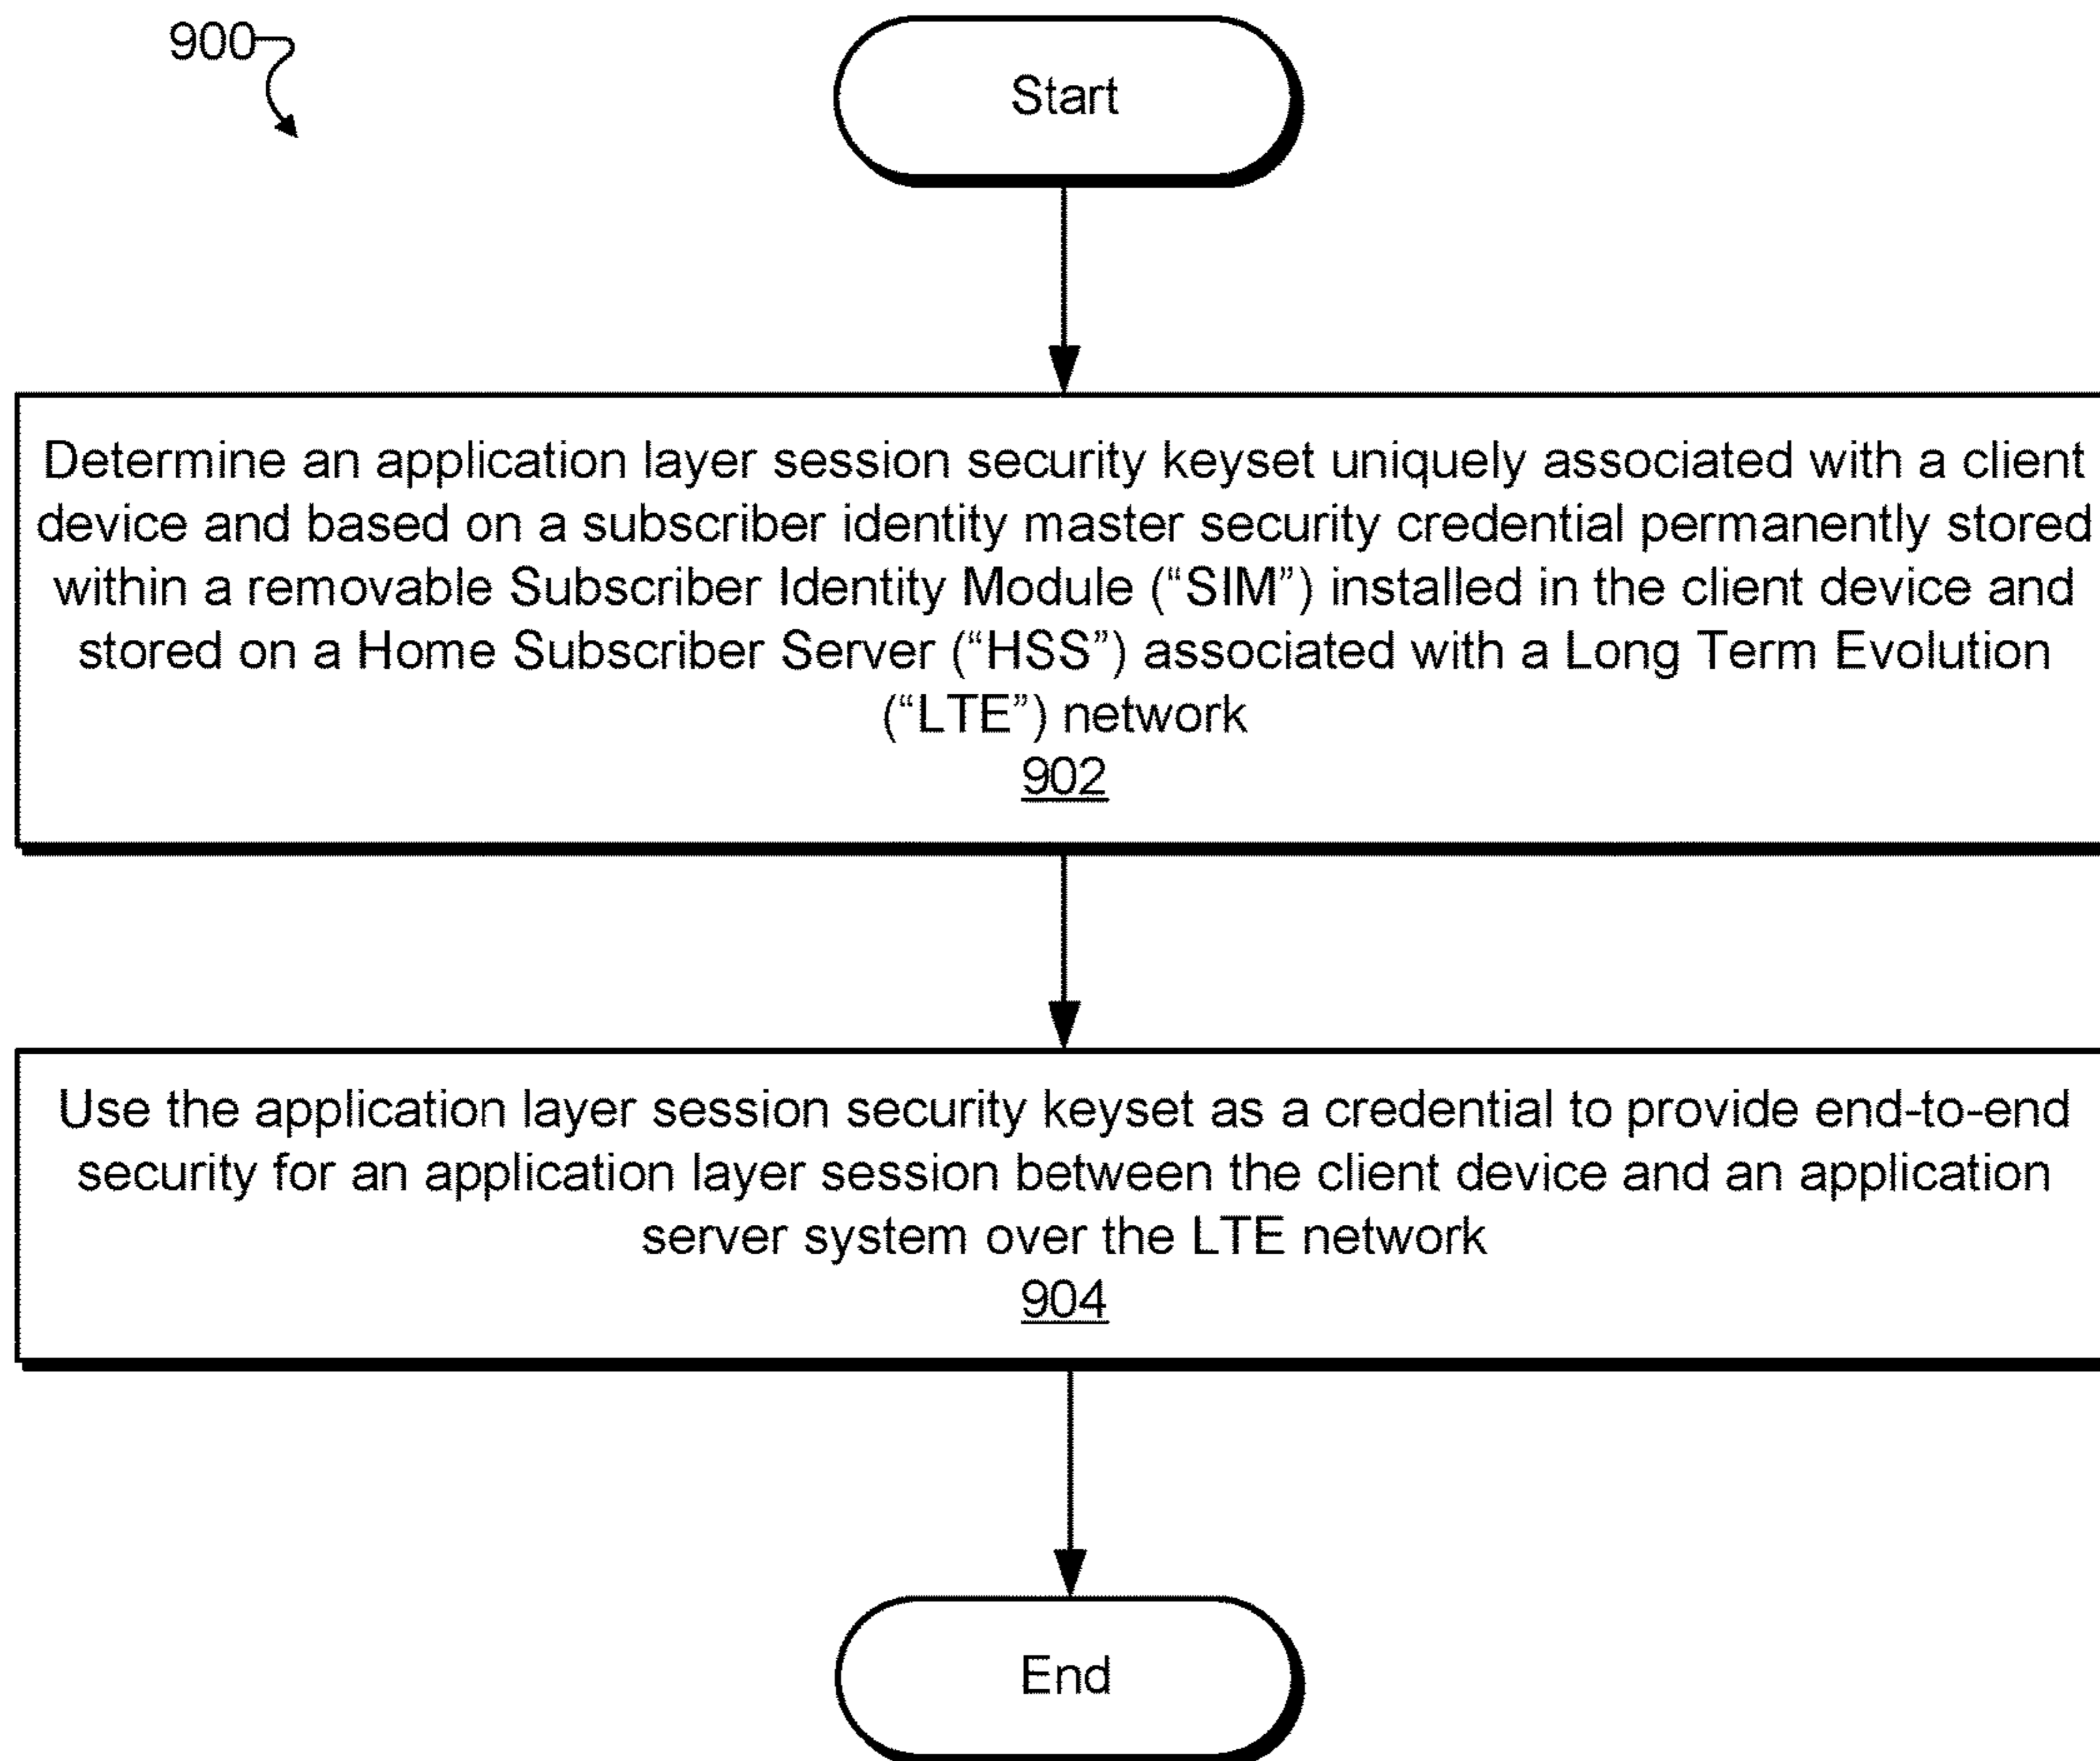 900
Start
Determine an application layer session security keyset uniquely associated with a client
device and based on a subscriber identity master security credential permanently stored
within a removable Subscriber Identity Module (“SIM”) installed in the client device and
stored on a Home Subscriber Server (“HSS”) associated with a Long Term Evolution
(“LTE”) network
902
Use the application layer session security keyset as a credential to provide end-to-end
security for an application layer session between the client device and an application
server system over the LTE network
904
End